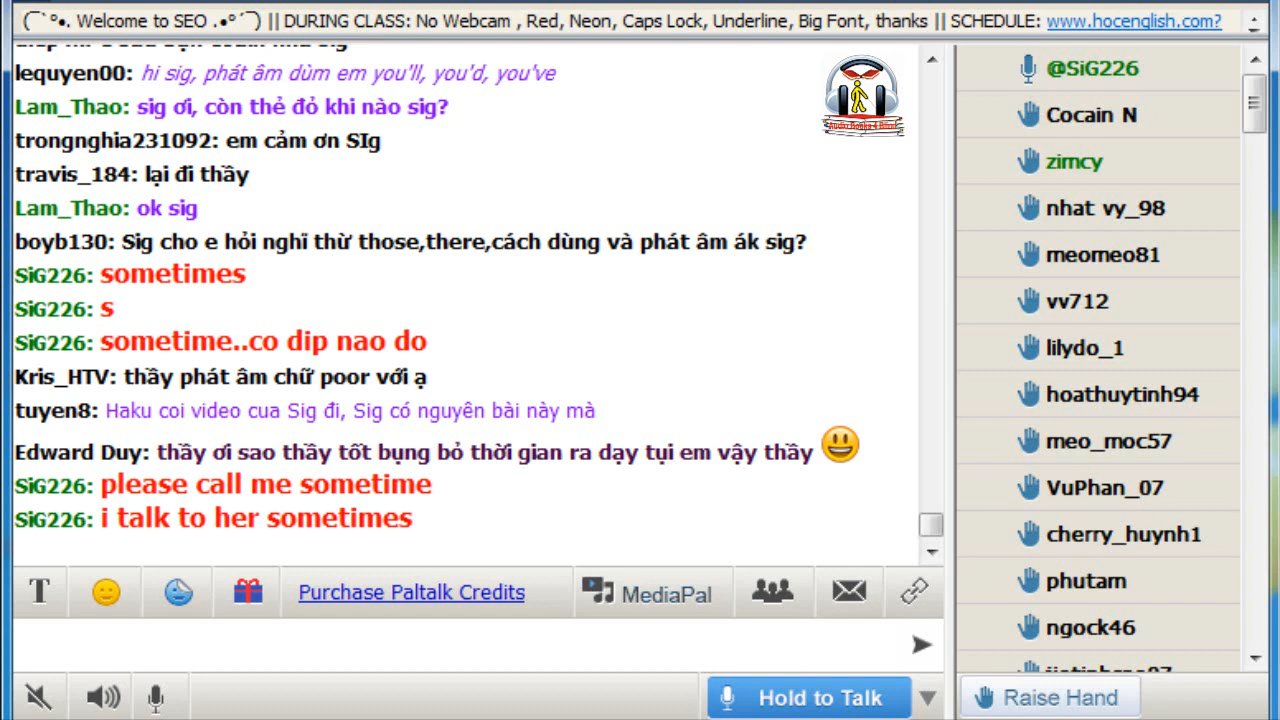 (¯`°•. Welcome to SEO .•°´¯) || DURING CLASS: No Webcam , Red, Neon, Caps Lock, Underline, Big Font, thanks || SCHEDULE: www.hocenglish.com?
lequyen00: hi sig, phát âm dùm em you'll, you'd, you've
Lam_Thao: sig ơi, còn thẻ đỏ khi nào sig?
trongnghia231092: em cảm ơn SIg
travis_184: lại đi thầy
Lam_Thao: ok sig
boyb130: Sig cho e hỏi nghĩ thừ those,there,cách dùng và phát âm ák sig?
SiG226: sometimes
SiG226: s
SiG226: sometime..co dip nao do
Kris_HTV: thầy phát âm chữ poor với ạ
tuyen8: Haku coi video cua Sig đi, Sig có nguyên bài này mà
Edward Duy: thầy ơi sao thầy tốt bụng bỏ thời gian ra dạy tụi em vậy thầy
SiG226: please call me sometime
SiG226: i talk to her sometimes
Audio Books 4 Blind
@SiG226
Cocain N
zimcy
nhat vy_98
meomeo81
vv712
lilydo_1
hoathuytinh94
meo_moc57
VuPhan_07
cherry_huynh1
phutam
ngock46
T
Purchase Paltalk Credits
MediaPal
Hold to Talk
Raise Hand